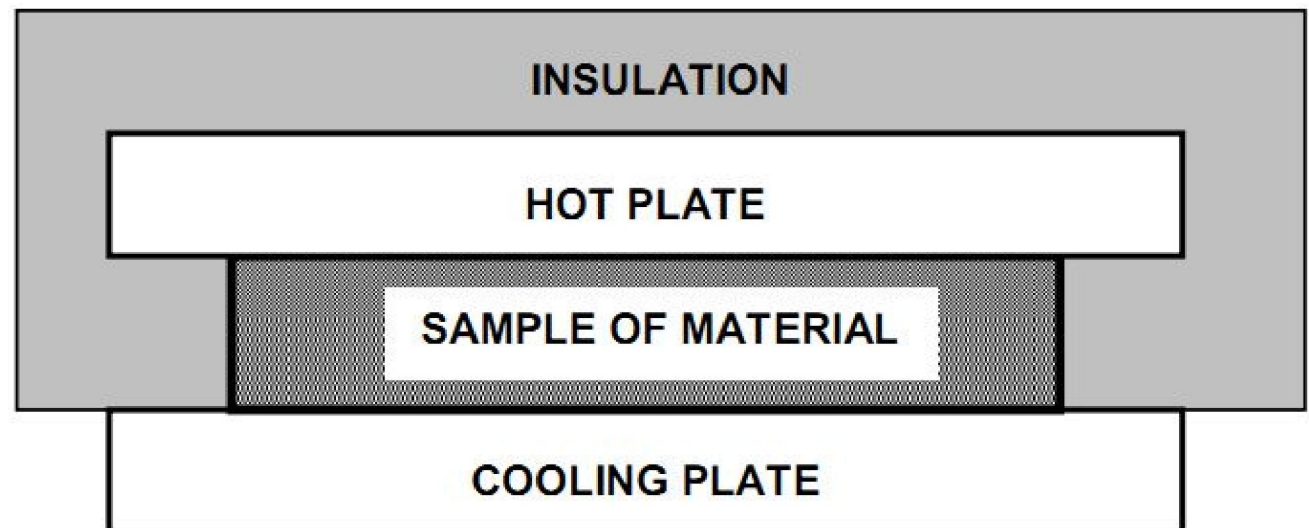 INSULATION
HOT PLATE
SAMPLE OF MATERIAL
COOLING PLATE